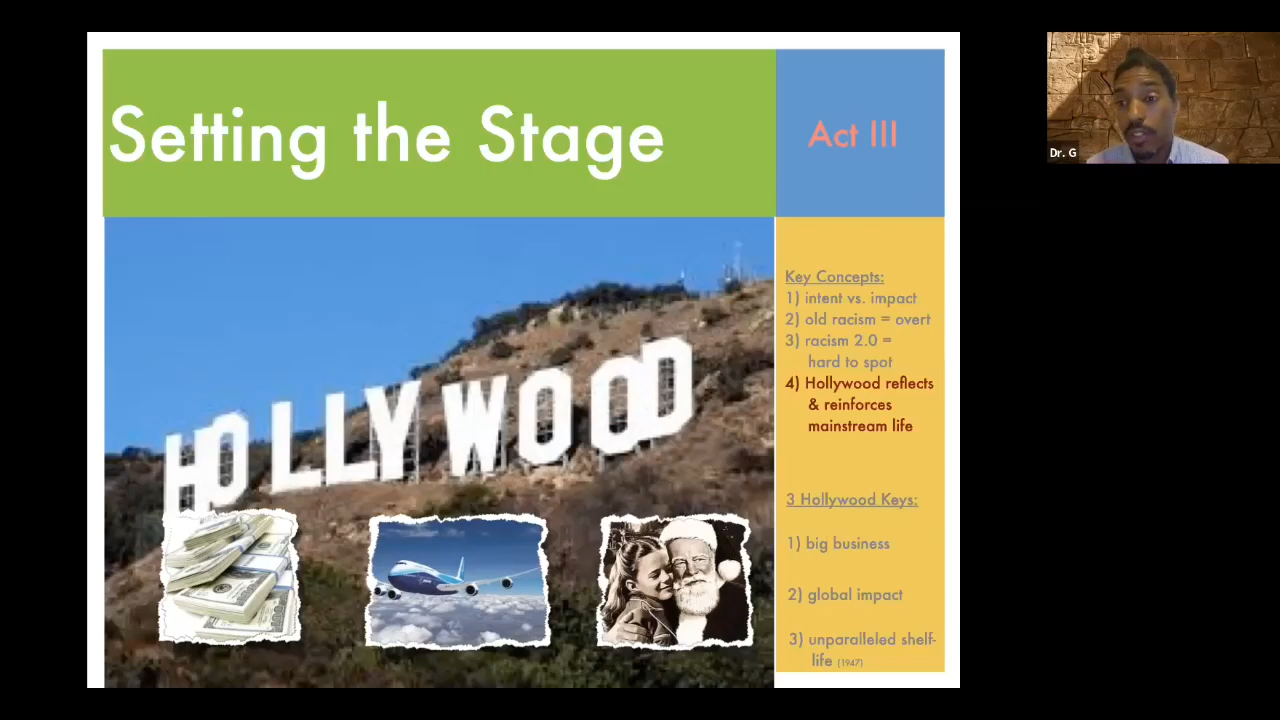 Setting the Stage
Act III
HOLLYWOOD
Key Concepts:
1) intent vs. impact
2) old racism = overt
3) racism 2.0 =
hard to spot
4) Hollywood reflects
& reinforces
mainstream life
3 Hollywood Keys:
1) big business
2) global impact
3) unparalleled shelf-
life (1947)
Dr. G